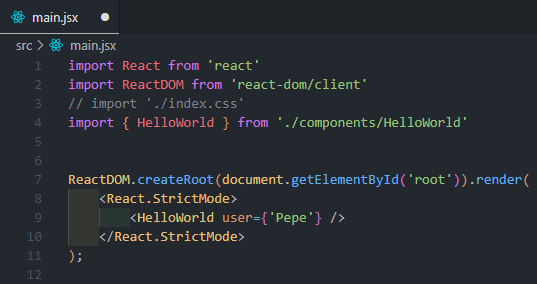 main.jsx
src > main.jsx
1 import React from 'react'
2 import ReactDOM from 'react-dom/client'
3 // import './index.css'
4 import { HelloWorld } from './components/HelloWorld'
5
6
7 ReactDOM.createRoot(document.getElementById('root')).render(
8     <React.StrictMode>
9         <HelloWorld user={'Pepe'} />
10     </React.StrictMode>
11 );
12